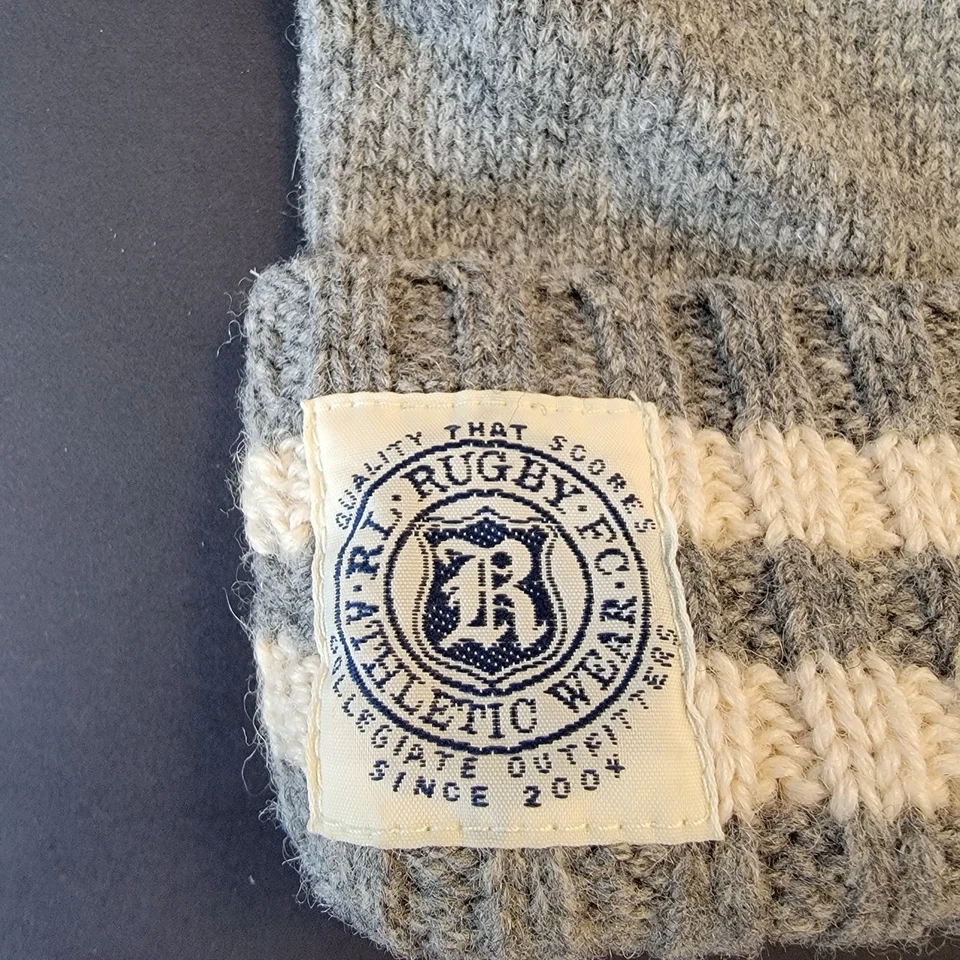 QUALITY THAT SCORES
·RL·RUGBY·FC·
ATHLETIC WEAR
R
COLLEGIATE OUTFITTERS
SINCE 2004